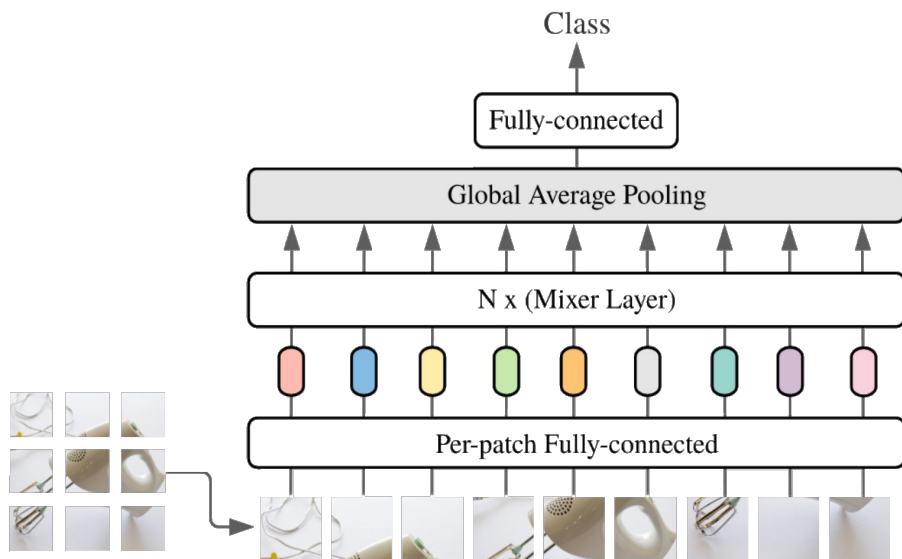 Class
Fully-connected
Global Average Pooling
N x (Mixer Layer)
Per-patch Fully-connected